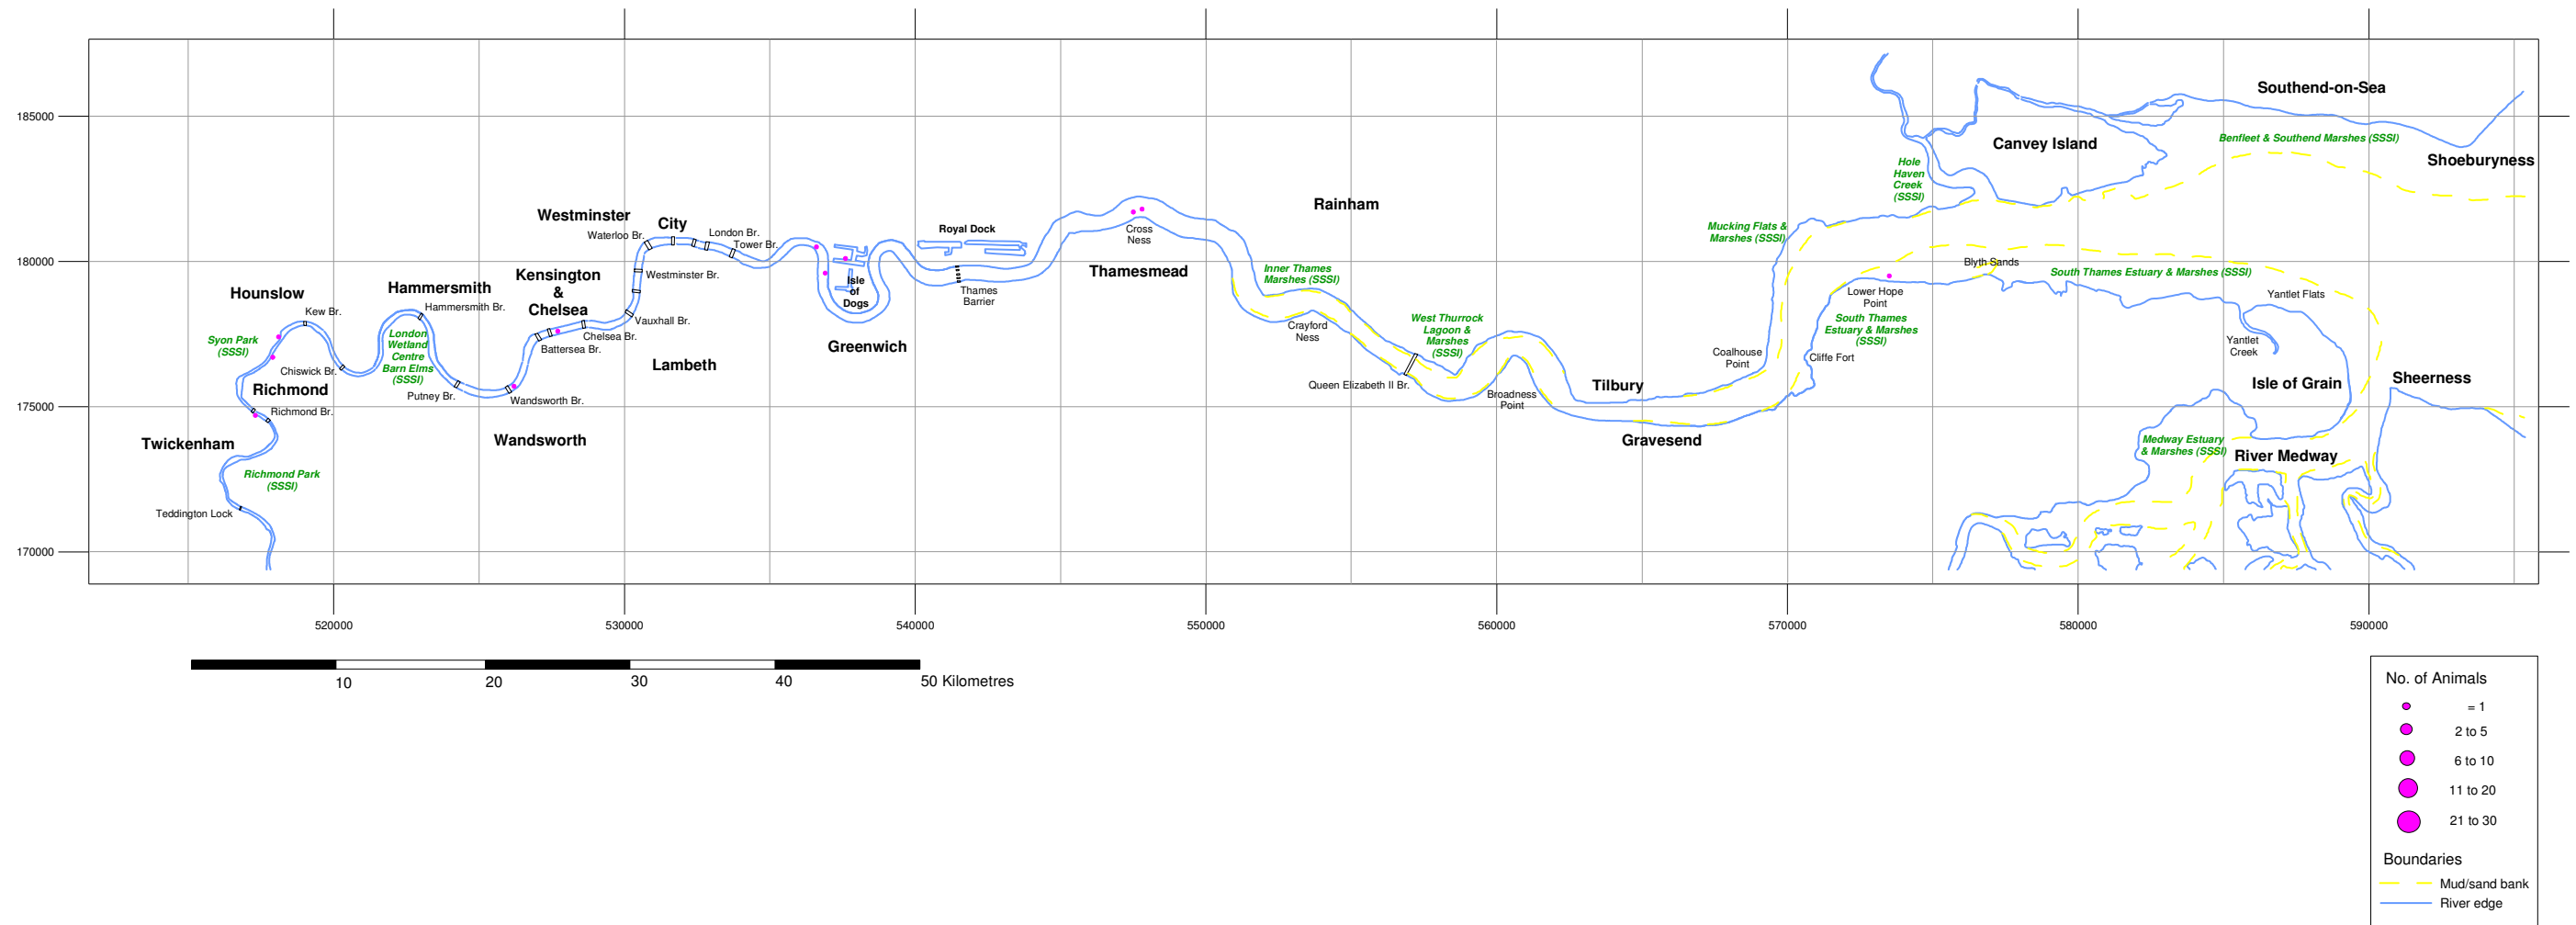 185000
180000
175000
170000
Southend-on-Sea
Benfleet & Southend Marshes (SSSI)
Canvey Island
Shoeburyness
Hole
Haven
Creek
(SSSI)
Rainham
Mucking Flats &
Marshes (SSSI)
Westminster
City
Waterloo Br.
London Br.
Tower Br.
Royal Dock
Cross
Ness
Thamesmead
Inner Thames
Marshes (SSSI)
Blyth Sands
South Thames Estuary & Marshes (SSSI)
Kensington
&
Chelsea
Westminster Br.
Isle
of
Dogs
Thames
Barrier
Hounslow
Hammersmith
Kew Br.
Hammersmith Br.
Vauxhall Br.
Chelsea Br.
Battersea Br.
Lower Hope
Point
Yantlet Flats
Syon Park
(SSSI)
London
Wetland
Centre
Barn Elms
(SSSI)
Lambeth
Greenwich
Crayford
Ness
West Thurrock
Lagoon &
Marshes
(SSSI)
South Thames
Estuary & Marshes
(SSSI)
Coalhouse
Point
Cliffe Fort
Yantlet
Creek
Chiswick Br.
Richmond
Richmond Br.
Putney Br.
Wandsworth Br.
Queen Elizabeth II Br.
Broadness
Point
Tilbury
Isle of Grain
Sheerness
Twickenham
Wandsworth
Gravesend
Medway Estuary
& Marshes (SSSI)
River Medway
Richmond Park
(SSSI)
Teddington Lock
520000
530000
540000
550000
560000
570000
580000
590000
10
20
30
40
50 Kilometres
No. of Animals
= 1
2 to 5
6 to 10
11 to 20
21 to 30
Boundaries
Mud/sand bank
River edge